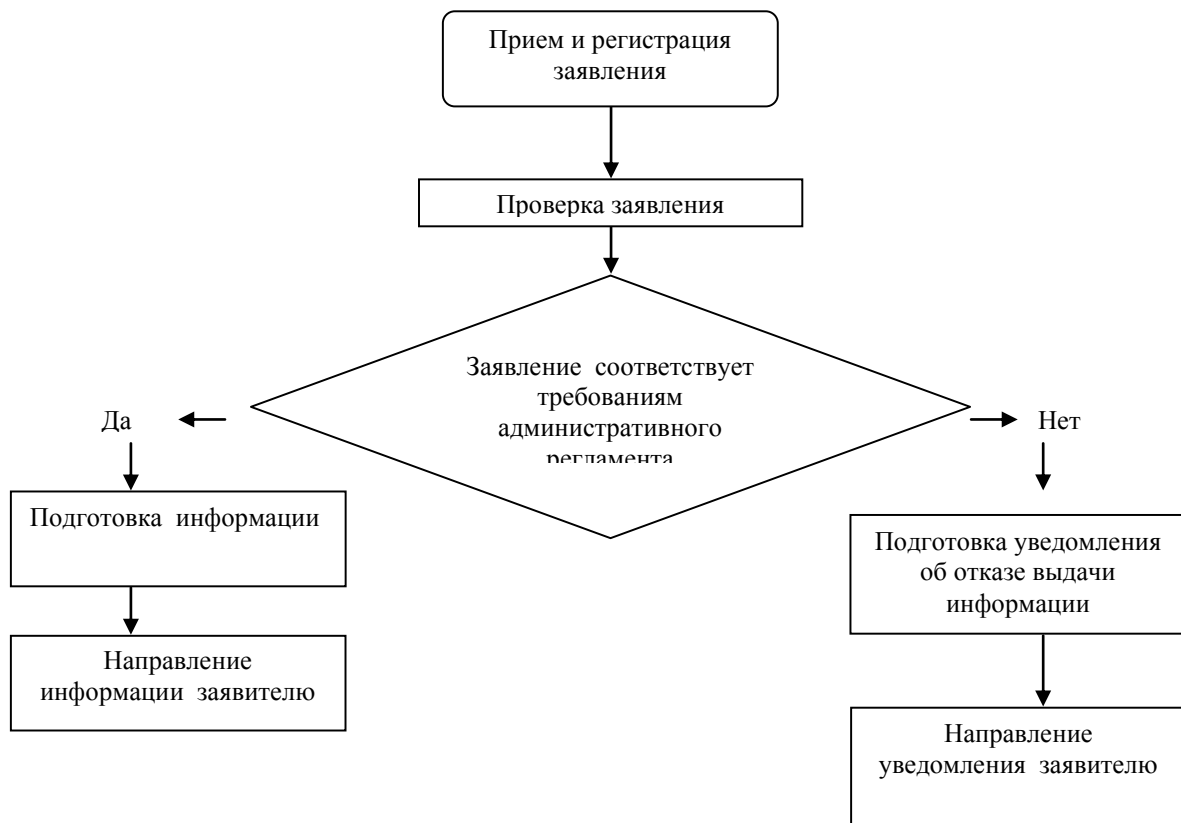 Прием и регистрация
заявления
Проверка заявления
Заявление соответствует
требованиям
административного
регламента
Да
Нет
Подготовка информации
Подготовка уведомления
об отказе выдачи
информации
Направление
информации заявителю
Направление
уведомления заявителю